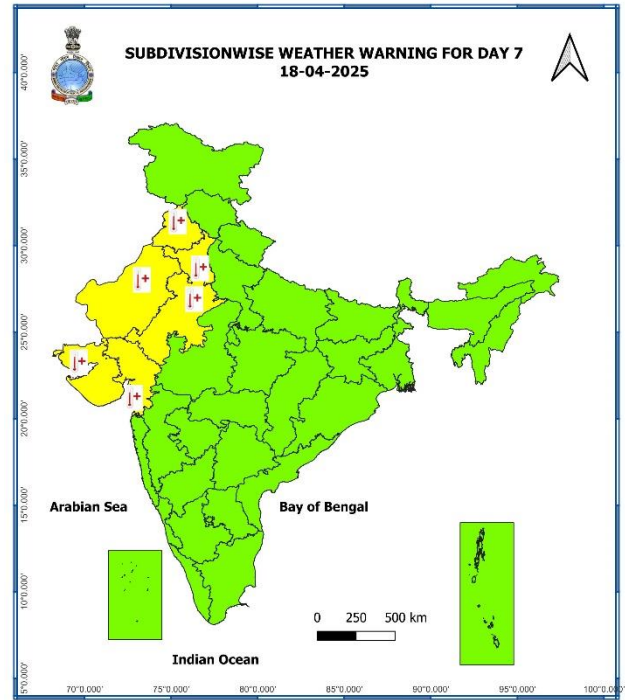 SUBDIVISIONWISE WEATHER WARNING FOR DAY 7
18-04-2025
40°0.000'
35°0.000'
30°0.000'
25°0.000'
20°0.000'
15°0.000'
10°0.000'
5°0.000'
Arabian Sea
Bay of Bengal
0 250 500 km
Indian Ocean
70°0.000' 75°0.000' 80°0.000' 85°0.000' 90°0.000' 95°0.000' 100°0.000'